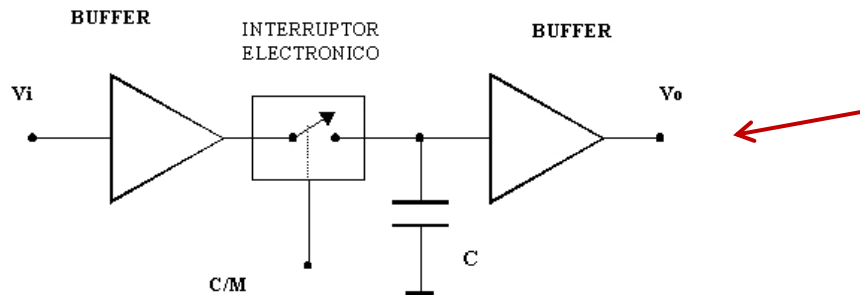 BUFFER
INTERRUPTOR
ELECTRONICO
BUFFER
Vi
Vo
C
C/M